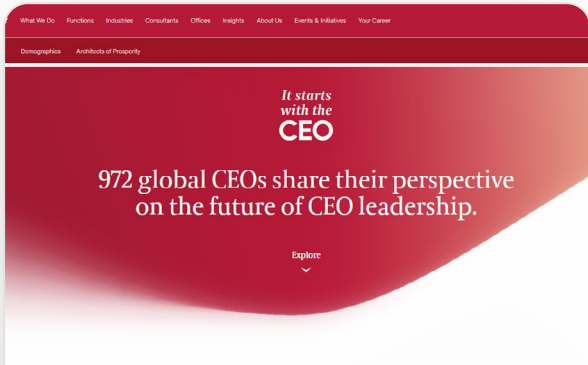 What We Do Functions Industries Consultants Offices Insights About Us Events & Initiatives Your Career
Demographics Architects of Prosperity
It starts
with the
CEO
972 global CEOs share their perspective
on the future of CEO leadership.
Explore